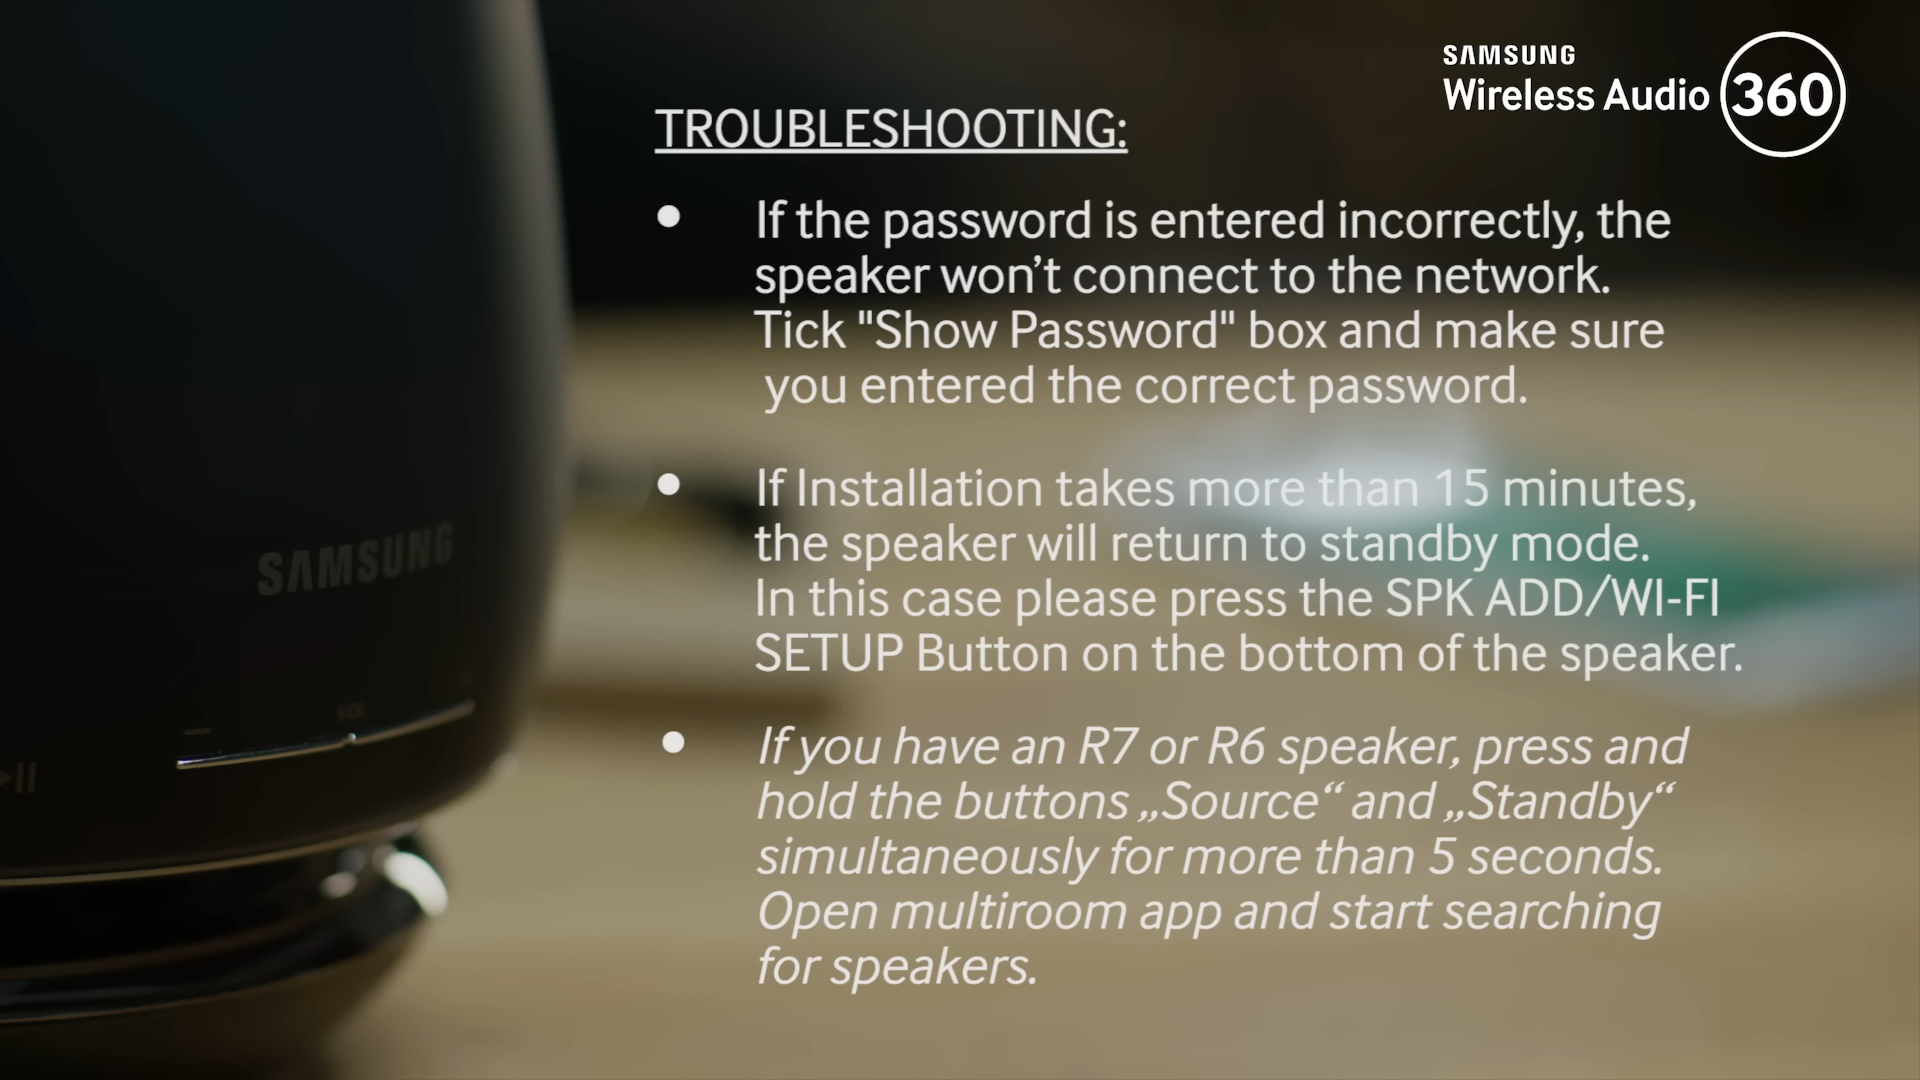 SAMSUNG
Wireless Audio 360
TROUBLESHOOTING:
• If the password is entered incorrectly, the
speaker won’t connect to the network.
Tick "Show Password" box and make sure
you entered the correct password.
• If Installation takes more than 15 minutes,
the speaker will return to standby mode.
In this case please press the SPK ADD/WI-FI
SETUP Button on the bottom of the speaker.
• If you have an R7 or R6 speaker, press and
hold the buttons „Source“ and „Standby“
simultaneously for more than 5 seconds.
Open multiroom app and start searching
for speakers.
SAMSUNG
VOL